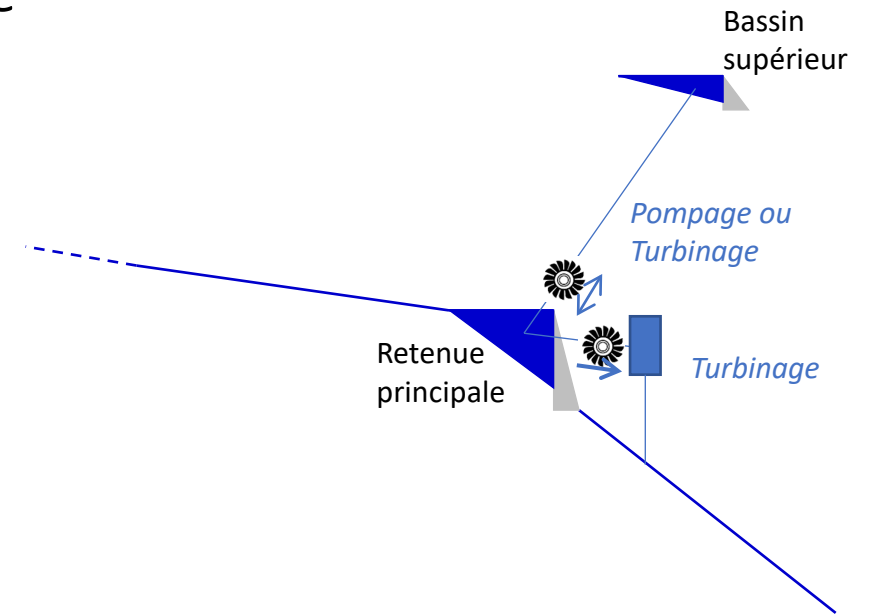 Bassin
supérieur
Pompage ou
Turbinage
Retenue
principale
Turbinage